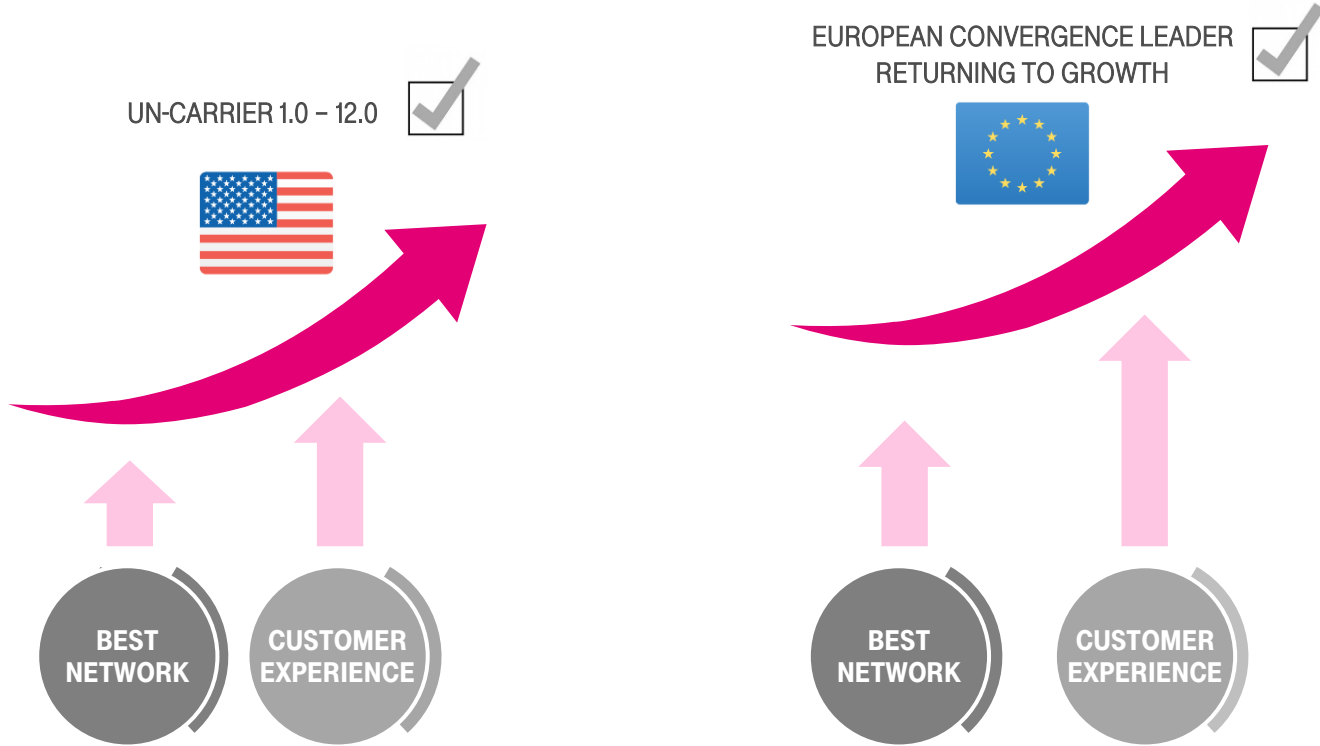 UN-CARRIER 1.0 – 12.0
BEST
NETWORK
CUSTOMER
EXPERIENCE
EUROPEAN CONVERGENCE LEADER
RETURNING TO GROWTH
BEST
NETWORK
CUSTOMER
EXPERIENCE